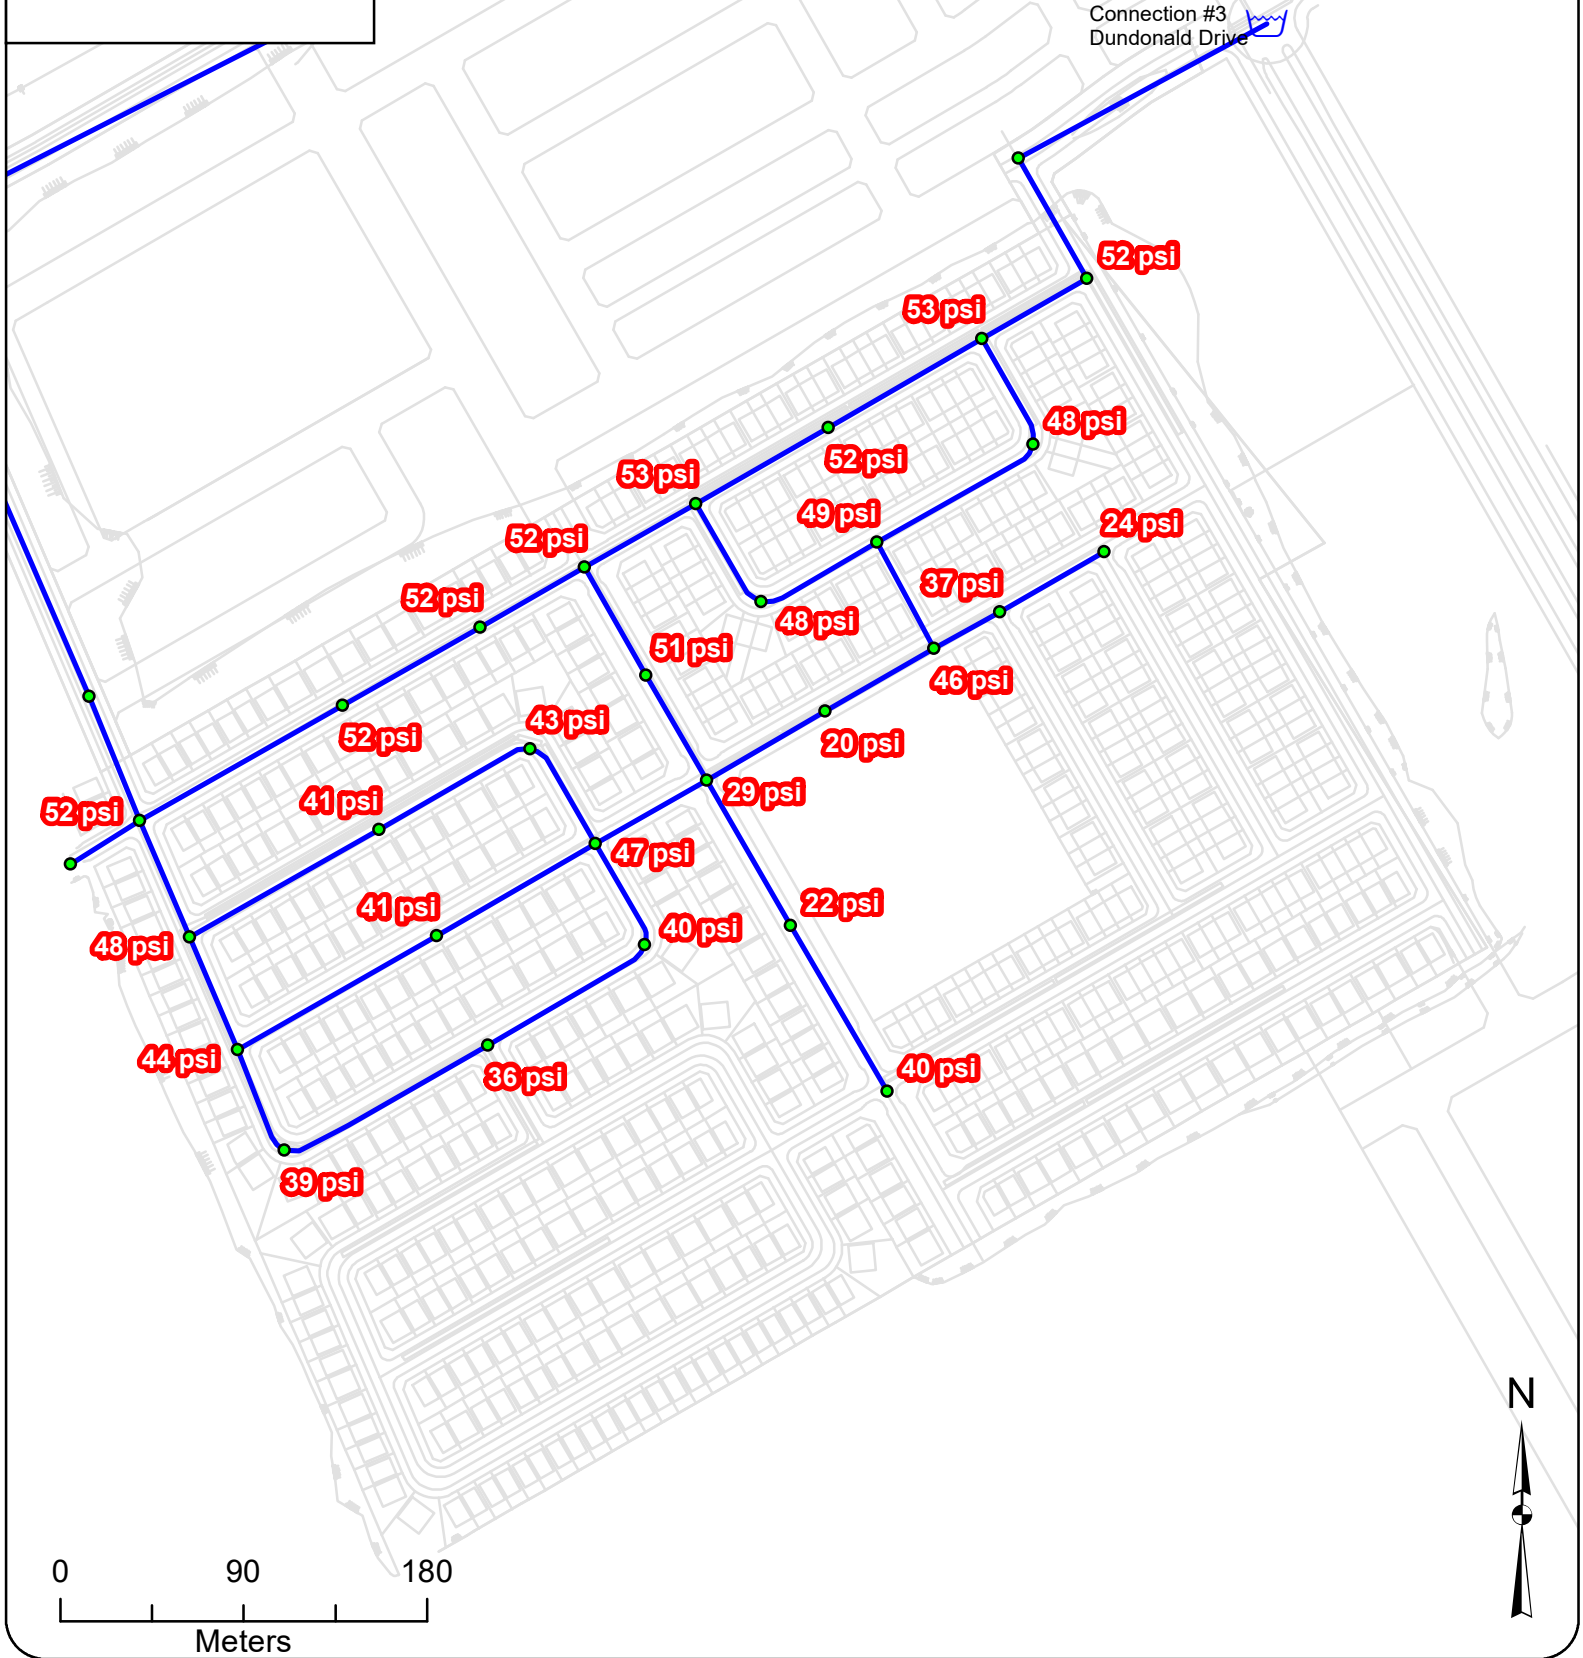 Connection #3
Dundonald Drive
52 psi
53 psi
48 psi
52 psi
53 psi
49 psi
24 psi
52 psi
37 psi
52 psi
48 psi
51 psi
46 psi
43 psi
52 psi
20 psi
29 psi
41 psi
52 psi
47 psi
22 psi
41 psi
40 psi
48 psi
44 psi
40 psi
36 psi
39 psi
N
0 90 180
Meters